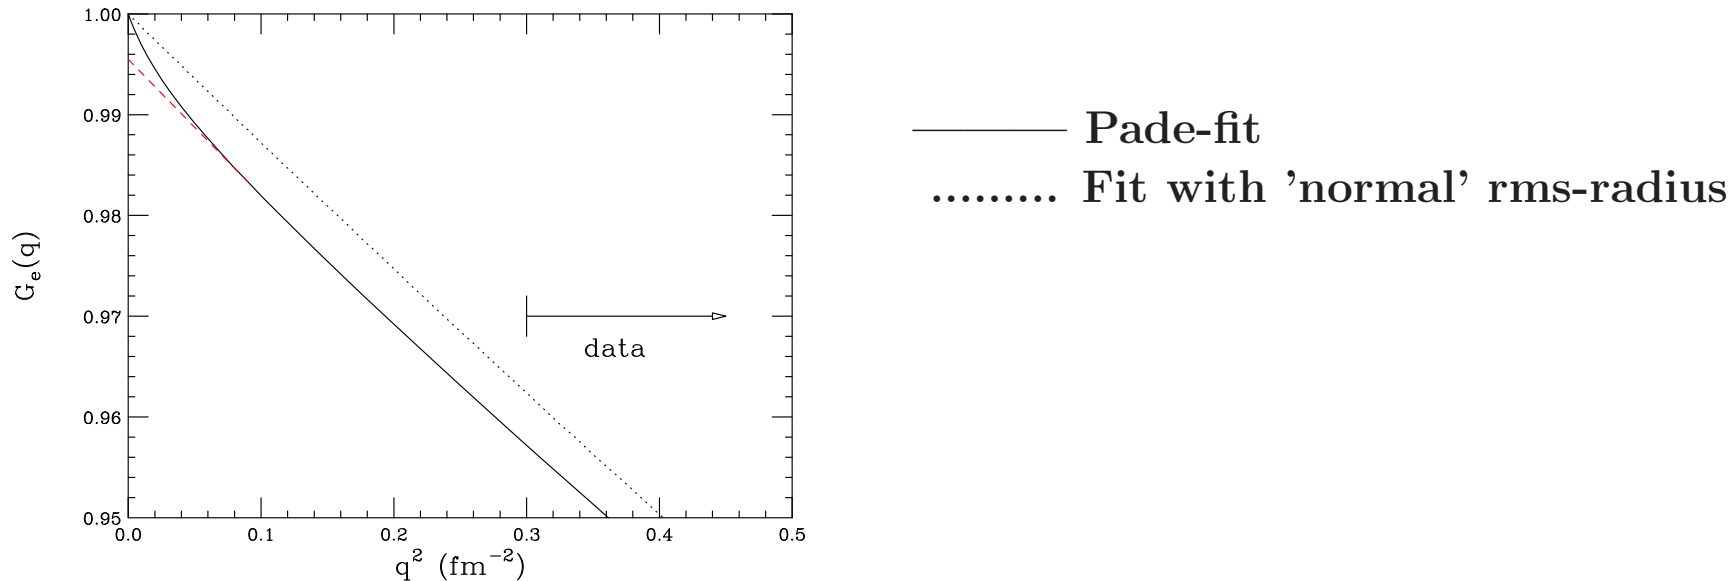 1.00
0.99
0.98
0.97
0.96
0.95
0.0 0.1 0.2 0.3 0.4 0.5
G_e(q)
q² (fm⁻²)
data
Pade-fit
......... Fit with ’normal’ rms-radius